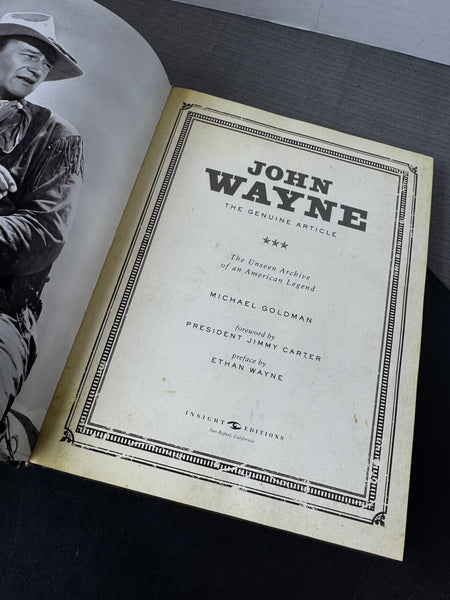 JOHN
WAYNE
THE GENUINE ARTICLE
The Unseen Archive
of an American Legend
MICHAEL GOLDMAN
foreword by
PRESIDENT JIMMY CARTER
preface by
ETHAN WAYNE
INSIGHT EDITIONS
San Rafael, California